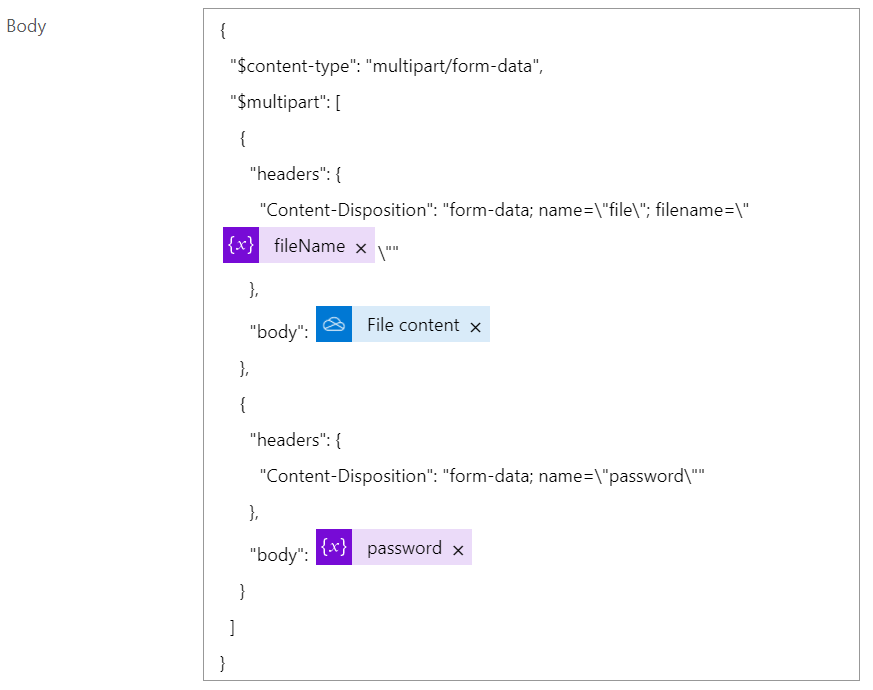 Body
{
"$content-type": "multipart/form-data",
"$multipart": [
{
"headers": {
"Content-Disposition": "form-data; name=\"file\"; filename=\"
{x} fileName × \""
},
"body": File content ×
},
{
"headers": {
"Content-Disposition": "form-data; name=\"password\""
},
"body": {x} password ×
}
]
}